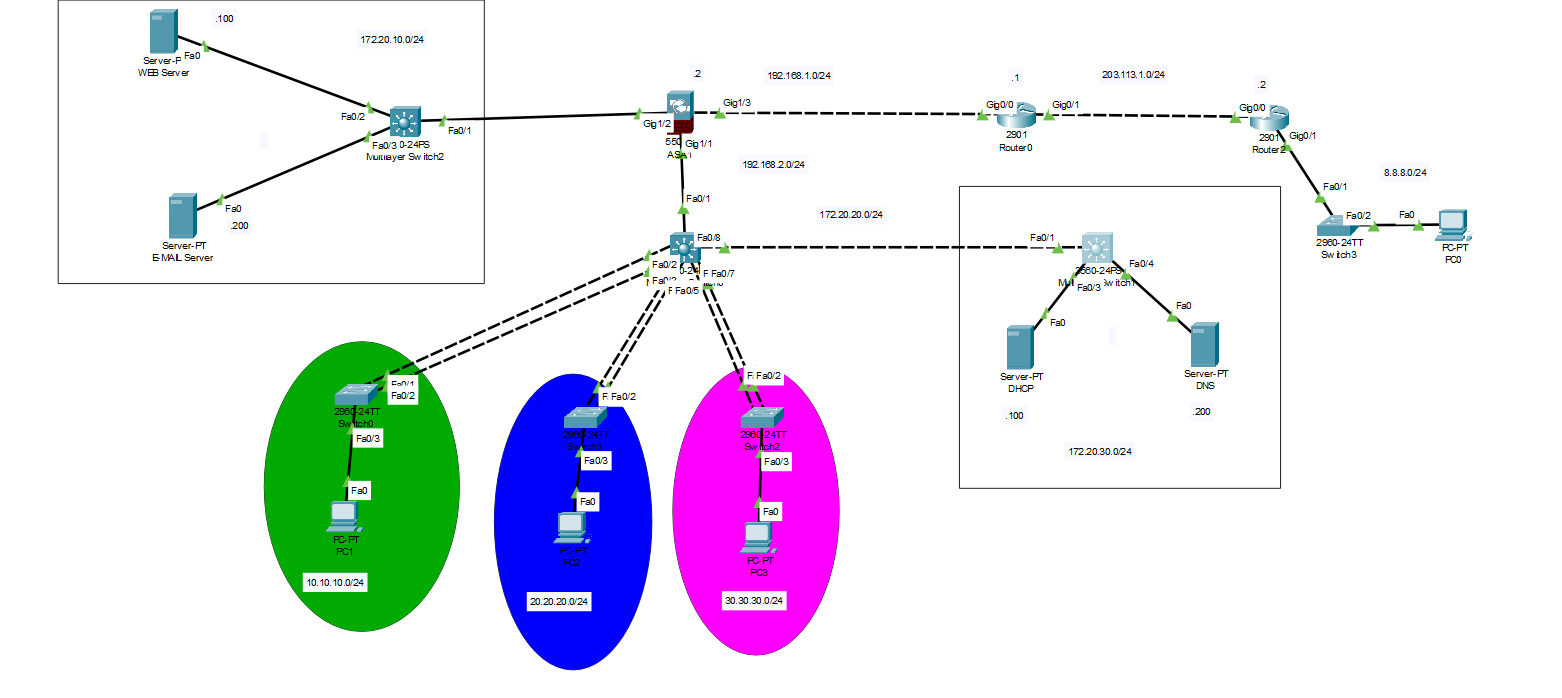 .100
172.20.10.0/24
Server-P
Fa0
WEB Server
Fa0/2
Fa0/1
Fa0/3
0-24PS
Multilayer Switch2
Fa0
.200
Server-PT
E-MAIL Server
.2
192.168.1.0/24
Gig1/3
Gig1/2
Gig1/1
192.168.2.0/24
.1
203.113.1.0/24
.2
Gig0/0
Gig0/1
2901
Router0
Gig0/0
Gig0/1
2901
Router2
8.8.8.0/24
Fa0/1
Fa0/2
Fa0
2960-24TT
Switch3
PC-PT
PC0
Fa0/1
172.20.20.0/24
Fa0/8
Fa0/2
Fa0/7
Fa0/5
Fa0/1
Fa0/4
Fa0/3
Fa0
Fa0
Server-PT
DHCP
Server-PT
DNS
.100
.200
172.20.30.0/24
Fa0/1
Fa0/2
2960-24TT
Switch0
Fa0/3
Fa0
PC-PT
PC1
10.10.10.0/24
Fa0/2
2960-24TT
Switch1
Fa0/3
Fa0
PC-PT
PC2
20.20.20.0/24
Fa0/2
2960-24TT
Switch2
Fa0/3
Fa0
PC-PT
PC3
30.30.30.0/24